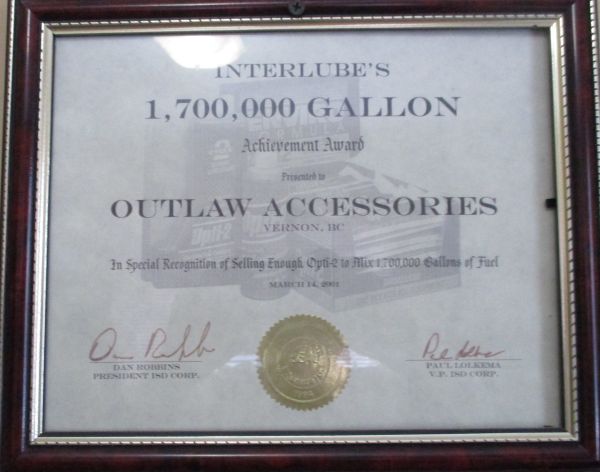 INTERLUBE'S
1,700,000 GALLON
Achievement Award
Presented to
OUTLAW ACCESSORIES
VERNON, BC
In Special Recognition of Selling Enough Opti-2 to Mix 1,700,000 Gallons of Fuel
MARCH 14, 2001
DAN ROBBINS
PRESIDENT ISD CORP.
PAUL LOLKEMA
V.P. ISD CORP.
Opti-2